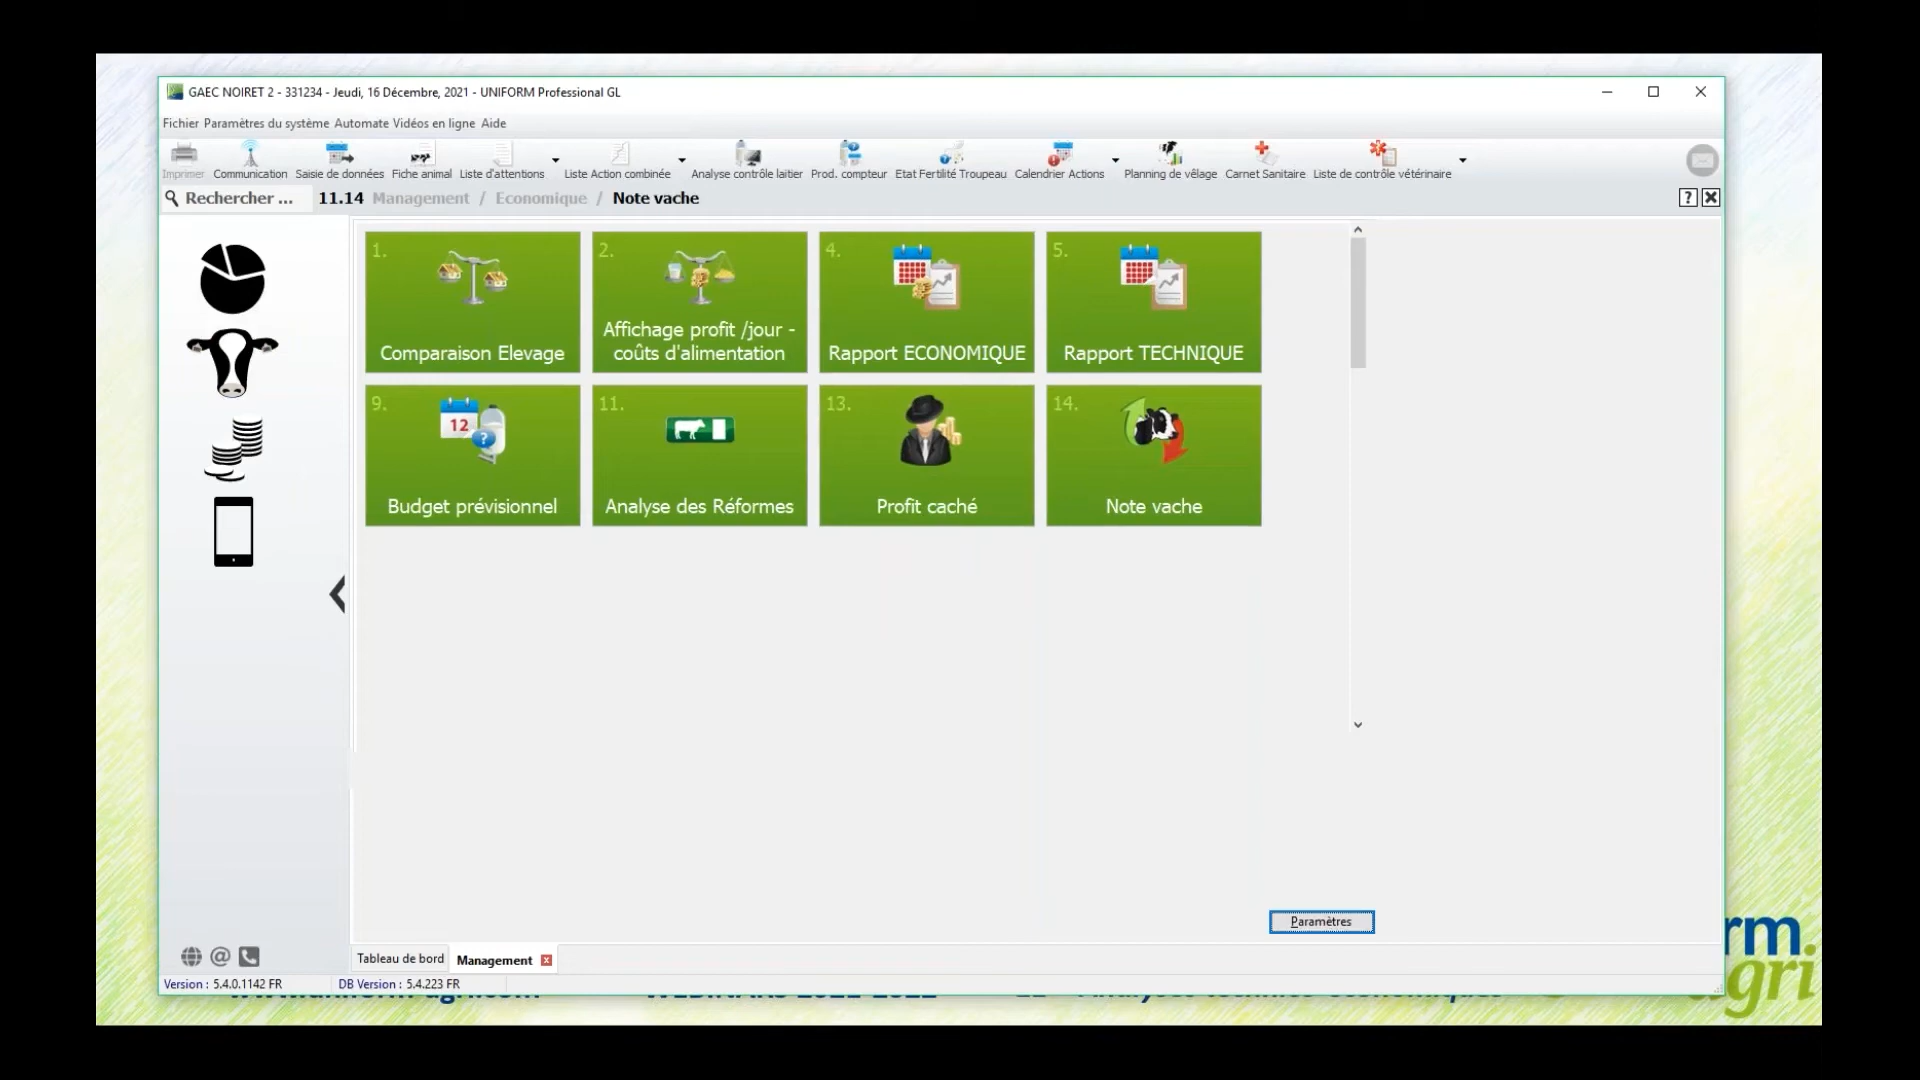 GAEC NOIRET 2 - 331234 - Jeudi, 16 Décembre, 2021 - UNIFORM Professional GL
Fichier Paramètres du système Automate Vidéos en ligne Aide
Imprimer Communication Saisie de données Fiche animal Liste d'attentions Liste Action combinée Analyse contrôle laitier Prod. compteur Etat Fertilité Troupeau Calendrier Actions Planning de vêlage Carnet Sanitaire Liste de contrôle vétérinaire
Rechercher ... 11.14 Management / Economique / Note vache
1.
Comparaison Elevage
2.
Affichage profit /jour -
coûts d'alimentation
4.
Rapport ECONOMIQUE
5.
Rapport TECHNIQUE
9.
12
Budget prévisionnel
11.
Analyse des Réformes
13.
Profit caché
14.
Note vache
Paramètres
Tableau de bord Management
Version : 5.4.0.1142 FR DB Version : 5.4.223 FR
rm
agri